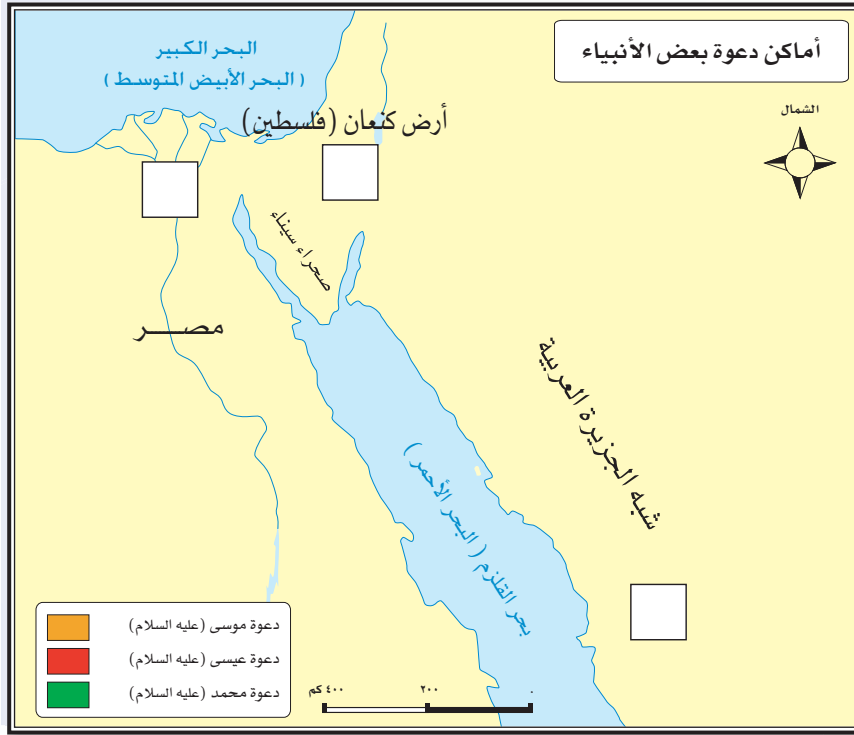 أماكن دعوة بعض الأنبياء
البحر الكبير
( البحر الأبيض المتوسط )
الشمال
أرض كنعان (فلسطين)
صحراء سيناء
مصـــر
شبه الجزيرة العربية
بحر القلزم ( البحر الأحمر )
دعوة موسى (عليه السلام)
دعوة عيسى (عليه السلام)
دعوة محمد (عليه السلام)
٠ ٢٠٠ ٤٠٠ كم